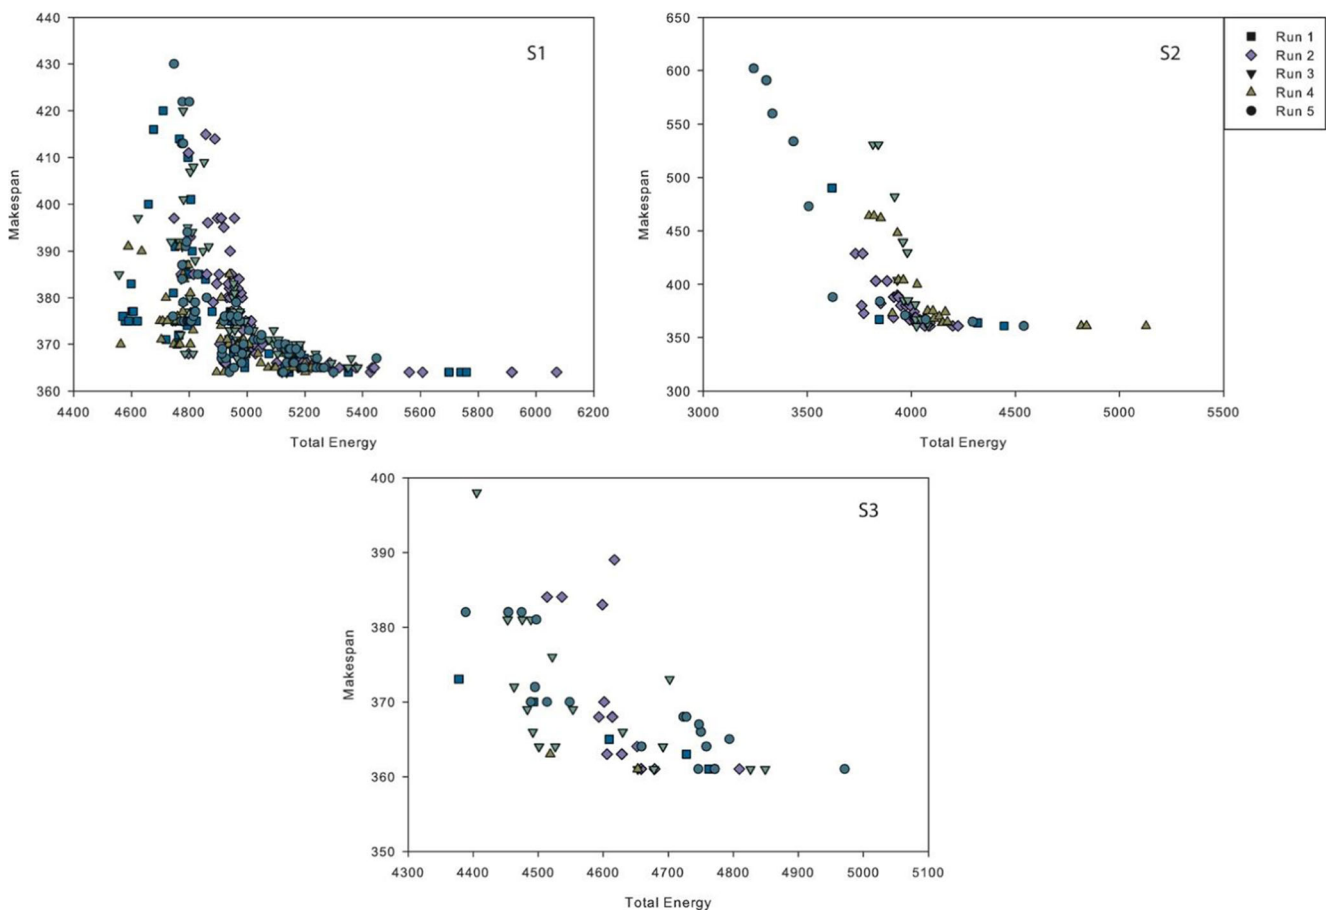 440
430
420
410
400
390
380
370
360
Makespan
S1
4400 4600 4800 5000 5200 5400 5600 5800 6000 6200
Total Energy
650
600
550
500
450
400
350
300
Makespan
S2
3000 3500 4000 4500 5000 5500
Total Energy
Run 1
Run 2
Run 3
Run 4
Run 5
400
390
380
370
360
350
Makespan
S3
4300 4400 4500 4600 4700 4800 4900 5000 5100
Total Energy